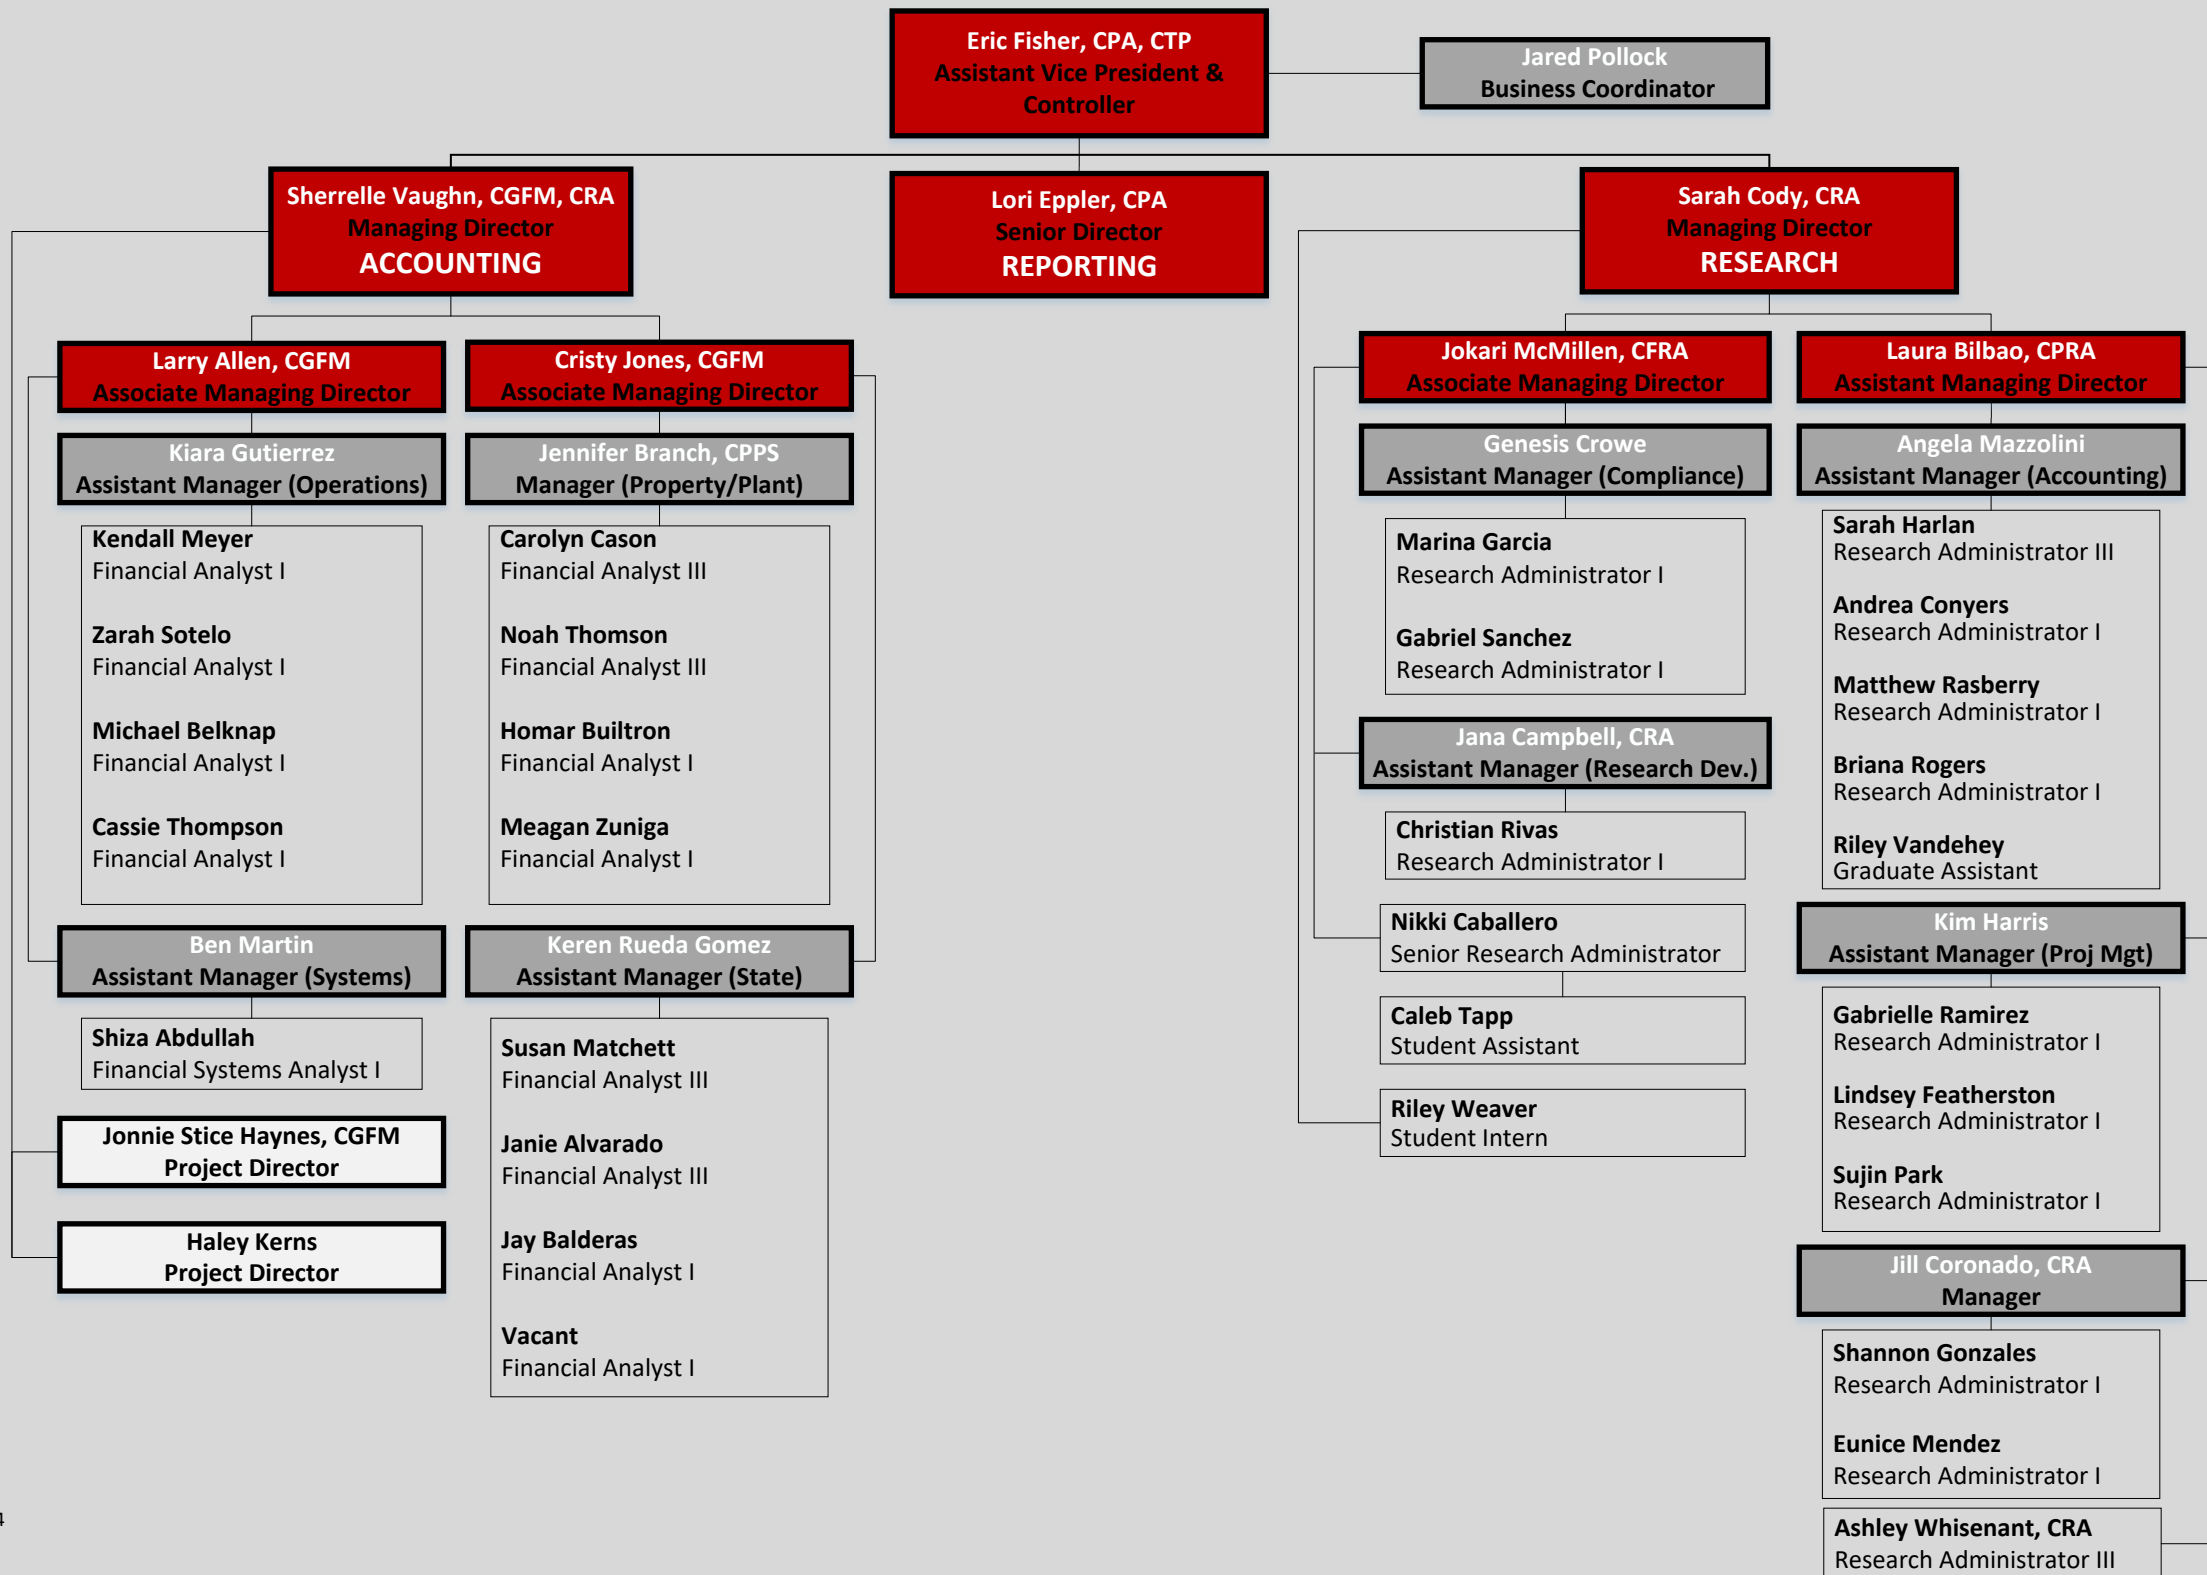 Eric Fisher, CPA, CTP
Assistant Vice President &
Controller
Jared Pollock
Business Coordinator
Sherrelle Vaughn, CGFM, CRA
Managing Director
ACCOUNTING
Lori Eppler, CPA
Senior Director
REPORTING
Sarah Cody, CRA
Managing Director
RESEARCH
Larry Allen, CGFM
Associate Managing Director
Kiara Gutierrez
Assistant Manager (Operations)
Kendall Meyer
Financial Analyst I
Zarah Sotelo
Financial Analyst I
Michael Belknap
Financial Analyst I
Cassie Thompson
Financial Analyst I
Ben Martin
Assistant Manager (Systems)
Shiza Abdullah
Financial Systems Analyst I
Jonnie Stice Haynes, CGFM
Project Director
Haley Kerns
Project Director
Cristy Jones, CGFM
Associate Managing Director
Jennifer Branch, CPPS
Manager (Property/Plant)
Carolyn Cason
Financial Analyst III
Noah Thomson
Financial Analyst III
Homar Builtron
Financial Analyst I
Meagan Zuniga
Financial Analyst I
Keren Rueda Gomez
Assistant Manager (State)
Susan Matchett
Financial Analyst III
Janie Alvarado
Financial Analyst III
Jay Balderas
Financial Analyst I
Vacant
Financial Analyst I
Jokari McMillen, CFRA
Associate Managing Director
Genesis Crowe
Assistant Manager (Compliance)
Marina Garcia
Research Administrator I
Gabriel Sanchez
Research Administrator I
Jana Campbell, CRA
Assistant Manager (Research Dev.)
Christian Rivas
Research Administrator I
Nikki Caballero
Senior Research Administrator
Caleb Tapp
Student Assistant
Riley Weaver
Student Intern
Laura Bilbao, CPRA
Assistant Managing Director
Angela Mazzolini
Assistant Manager (Accounting)
Sarah Harlan
Research Administrator III
Andrea Conyers
Research Administrator I
Matthew Rasberry
Research Administrator I
Briana Rogers
Research Administrator I
Riley Vandehey
Graduate Assistant
Kim Harris
Assistant Manager (Proj Mgt)
Gabrielle Ramirez
Research Administrator I
Lindsey Featherston
Research Administrator I
Sujin Park
Research Administrator I
Jill Coronado, CRA
Manager
Shannon Gonzales
Research Administrator I
Eunice Mendez
Research Administrator I
Ashley Whisenant, CRA
Research Administrator III
4